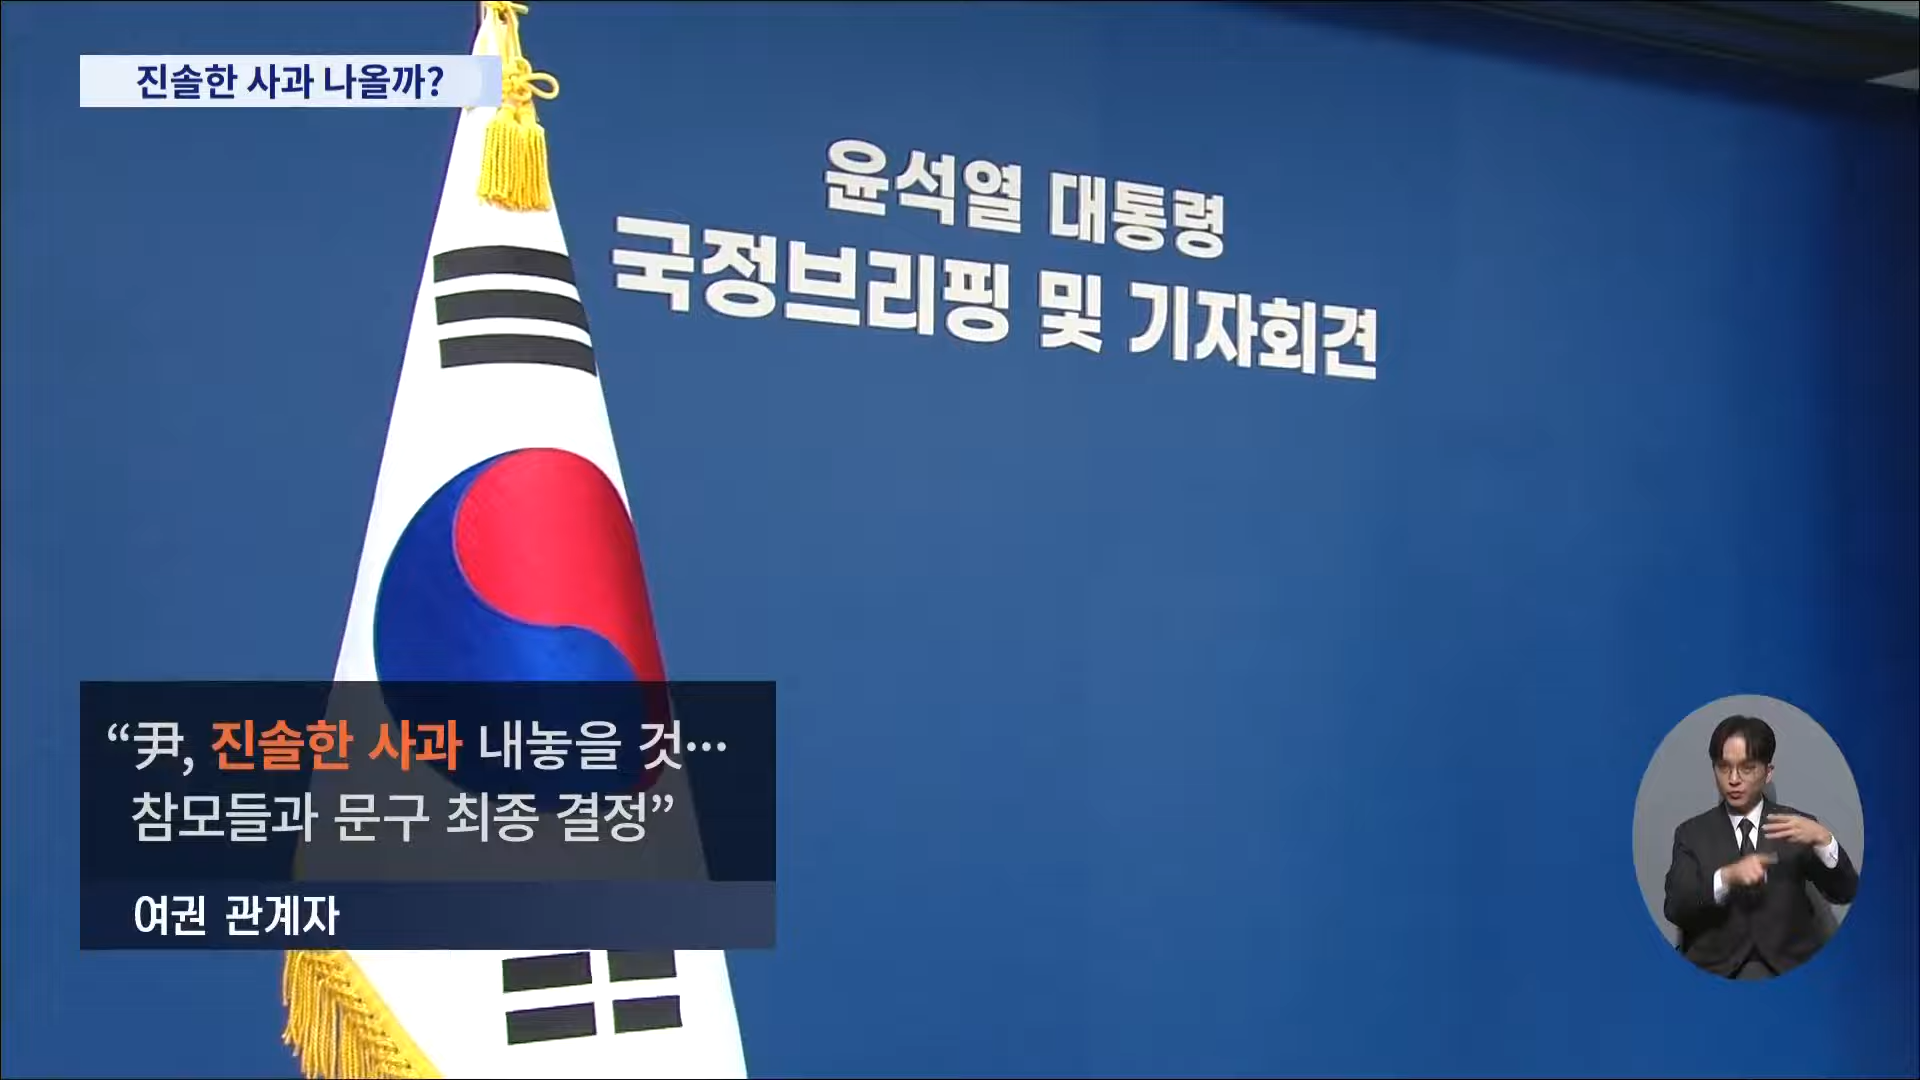 진솔한 사과 나올까?
윤석열 대통령
국정브리핑 및 기자회견
“尹, 진솔한 사과 내놓을 것…
참모들과 문구 최종 결정”
여권 관계자